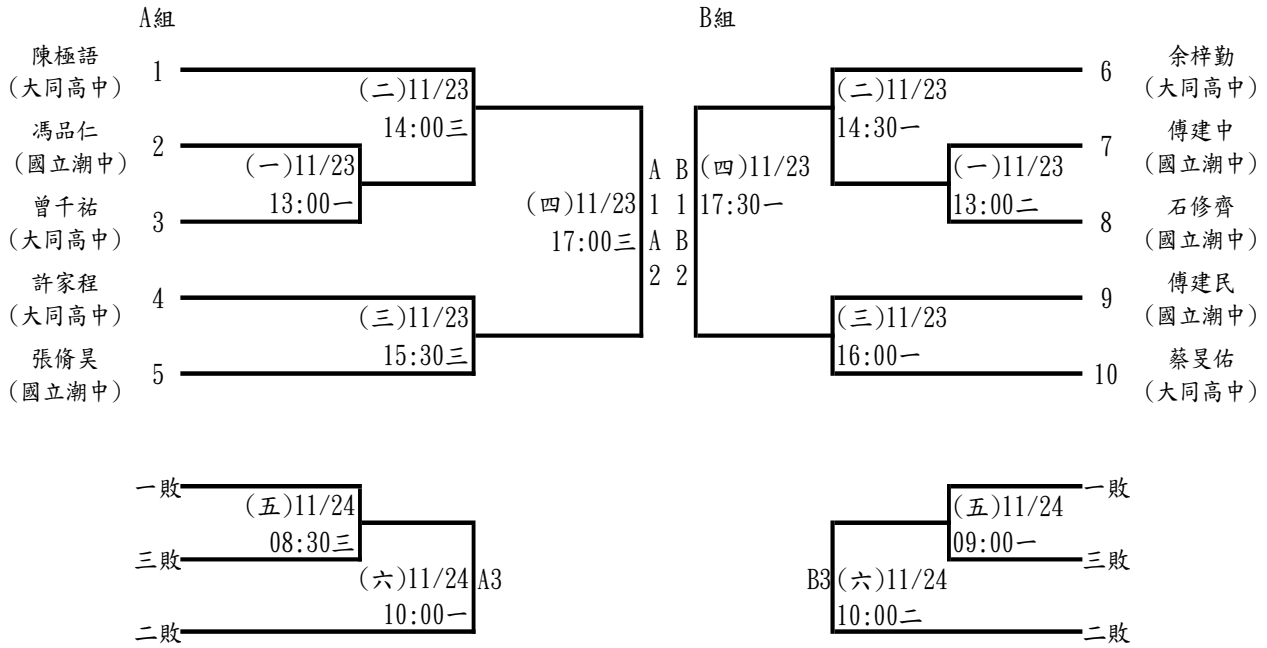 A組
陳極語
(大同高中)
1
(二)11/23
14:00三
馮品仁
(國立潮中)
2
(一)11/23
13:00一
曾千祐
(大同高中)
3
(四)11/23
17:00三
許家程
(大同高中)
4
(三)11/23
15:30三
張脩昊
(國立潮中)
5
A B
1 1
A B
2 2
B組
余梓勤
(大同高中)
6
(二)11/23
14:30一
傅建中
(國立潮中)
7
(一)11/23
13:00二
(四)11/23
17:30一
石修齊
(國立潮中)
8
傅建民
(國立潮中)
9
(三)11/23
16:00一
蔡旻佑
(大同高中)
10
一敗
(五)11/24
08:30三
三敗
(六)11/24
10:00一
A3
二敗
一敗
(五)11/24
09:00一
三敗
B3
(六)11/24
10:00二
二敗